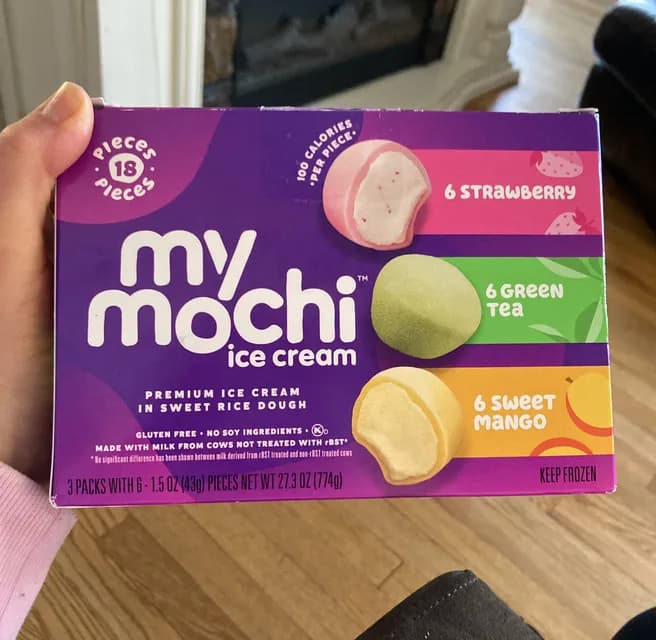 Pieces
18
Pieces
100 CALORIES
• PER PIECE •
my
mochi™
ice cream
PREMIUM ICE CREAM
IN SWEET RICE DOUGH
GLUTEN FREE • NO SOY INGREDIENTS • K D
MADE WITH MILK FROM COWS NOT TREATED WITH rBST*
* No significant difference has been shown between milk derived from rBST treated and non-rBST treated cows
3 PACKS WITH 6 - 1.5 OZ (43g) PIECES NET WT 27.3 OZ (774g)
6 STRAWBERRY
6 GREEN
TEA
6 SWEET
MANGO
KEEP FROZEN